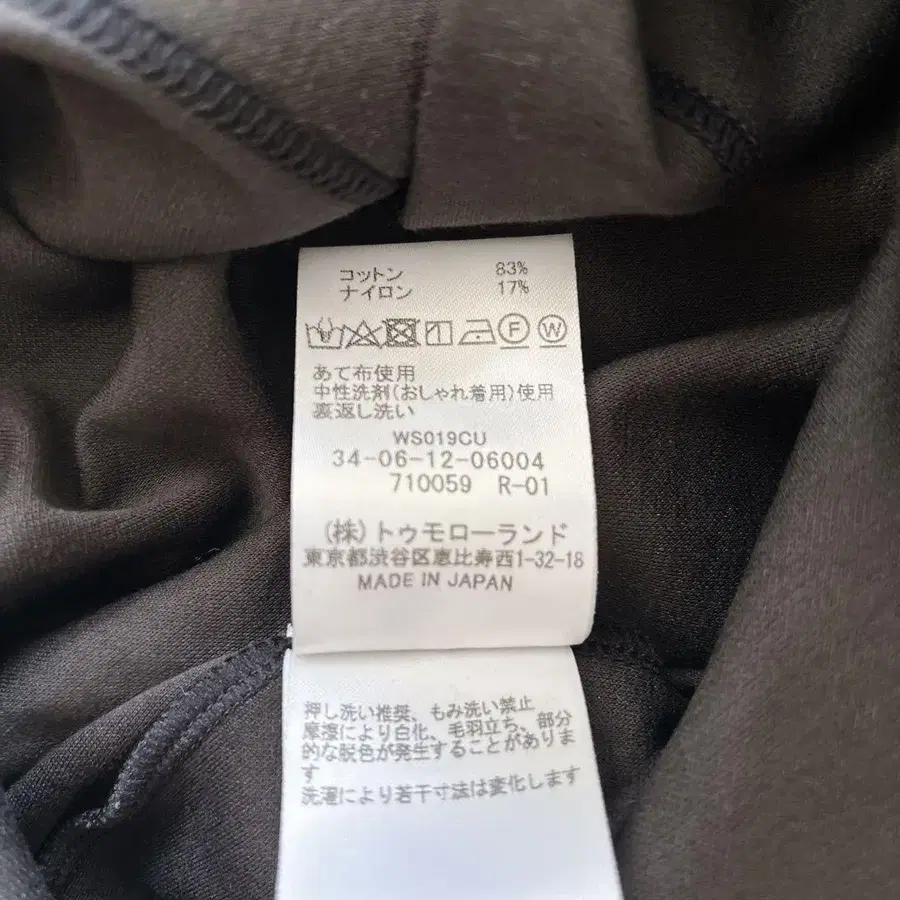 コットン 83%
ナイロン 17%
F W
あて布使用
中性洗剤(おしゃれ着用)使用
裏返し洗い
WS019CU
34-06-12-06004
710059 R-01
(株)トゥモローランド
東京都渋谷区恵比寿西1-32-18
MADE IN JAPAN
押し洗い推奨、もみ洗い禁止
摩擦により白化、毛羽立ち、部分
的な脱色が発生することがありま
す
洗濯により若干寸法は変化します